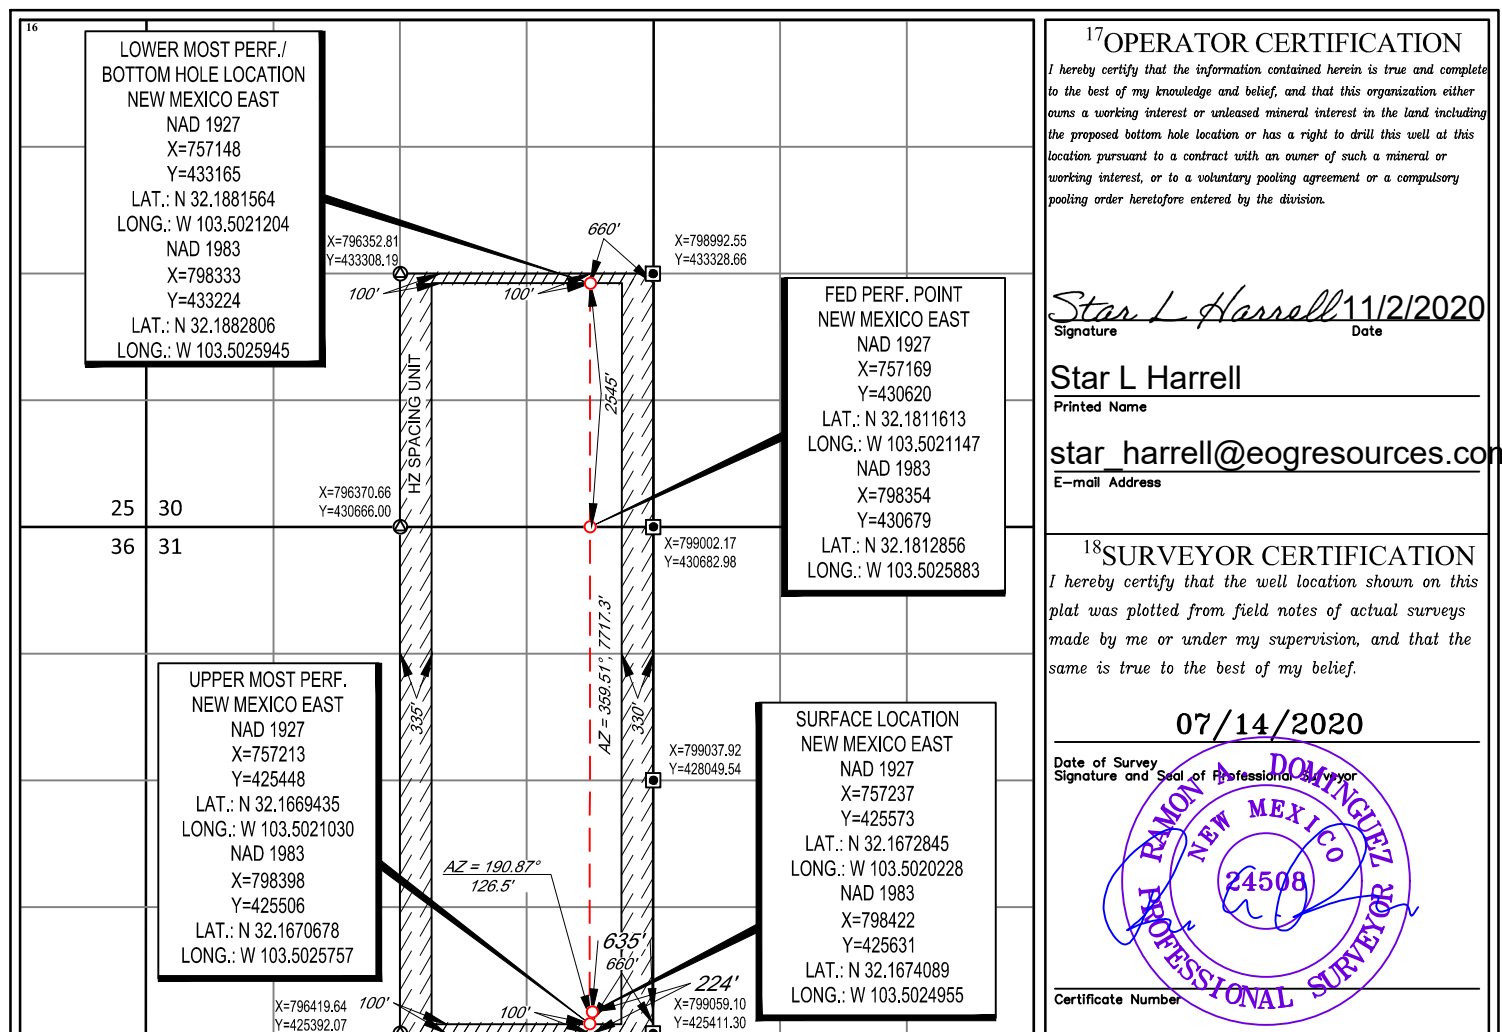 16
LOWER MOST PERF./
BOTTOM HOLE LOCATION
NEW MEXICO EAST
NAD 1927
X=757148
Y=433165
LAT.: N 32.1881564
LONG.: W 103.5021204
NAD 1983
X=798333
Y=433224
LAT.: N 32.1882806
LONG.: W 103.5025945
X=796352.81
Y=433308.19
660'
X=798992.55
Y=433328.66
100'
100'
FED PERF. POINT
NEW MEXICO EAST
NAD 1927
X=757169
Y=430620
LAT.: N 32.1811613
LONG.: W 103.5021147
NAD 1983
X=798354
Y=430679
LAT.: N 32.1812856
LONG.: W 103.5025883
HZ SPACING UNIT
2545'
X=796370.66
Y=430666.00
25 30
36 31
X=799002.17
Y=430682.98
AZ = 359.51°, 7717.3'
335'
330'
UPPER MOST PERF.
NEW MEXICO EAST
NAD 1927
X=757213
Y=425448
LAT.: N 32.1669435
LONG.: W 103.5021030
NAD 1983
X=798398
Y=425506
LAT.: N 32.1670678
LONG.: W 103.5025757
X=799037.92
Y=428049.54
SURFACE LOCATION
NEW MEXICO EAST
NAD 1927
X=757237
Y=425573
LAT.: N 32.1672845
LONG.: W 103.5020228
NAD 1983
X=798422
Y=425631
LAT.: N 32.1674089
LONG.: W 103.5024955
AZ = 190.87°
126.5'
635'
660'
224'
X=796419.64
Y=425392.07
100'
100'
X=799059.10
Y=425411.30
17OPERATOR CERTIFICATION
I hereby certify that the information contained herein is true and complete
to the best of my knowledge and belief, and that this organization either
owns a working interest or unleased mineral interest in the land including
the proposed bottom hole location or has a right to drill this well at this
location pursuant to a contract with an owner of such a mineral or
working interest, or to a voluntary pooling agreement or a compulsory
pooling order heretofore entered by the division.
Star L Harrell 11/2/2020
Signature Date
Star L Harrell
Printed Name
star_harrell@eogresources.com
E-mail Address
18SURVEYOR CERTIFICATION
I hereby certify that the well location shown on this
plat was plotted from field notes of actual surveys
made by me or under my supervision, and that the
same is true to the best of my belief.
07/14/2020
Date of Survey
Signature and Seal of Professional Surveyor
RAMON A. DOMINGUEZ
NEW MEXICO
24508
PROFESSIONAL SURVEYOR
Certificate Number